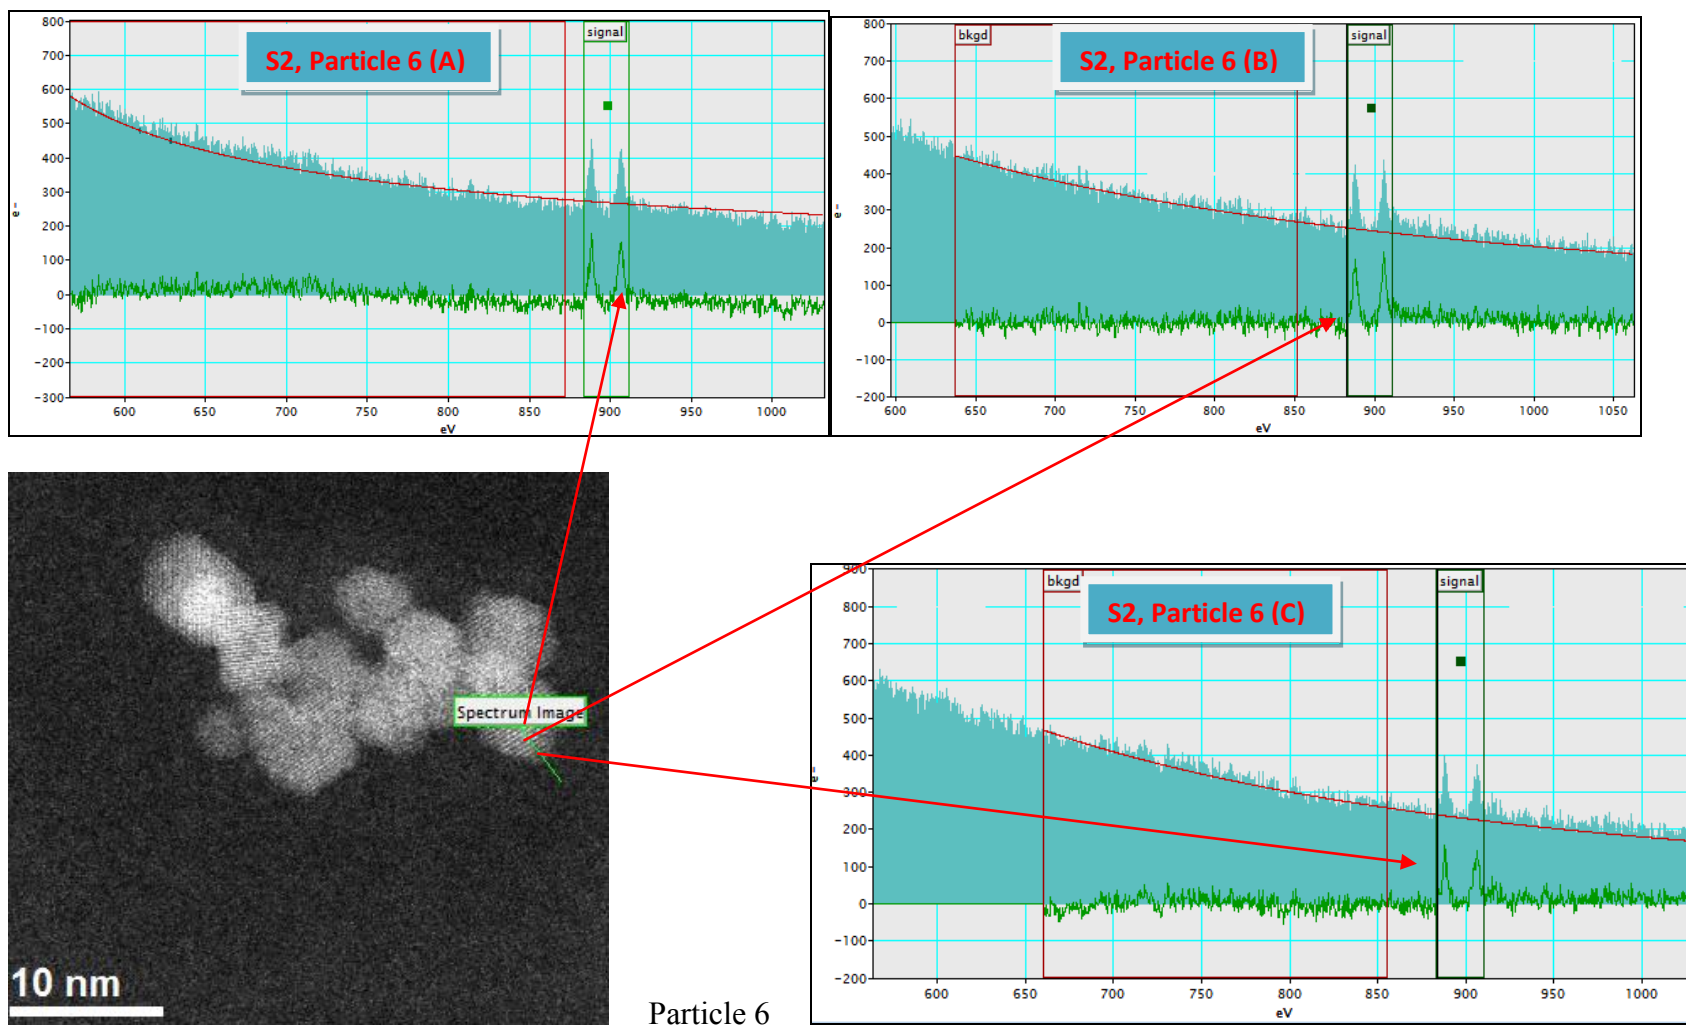 800
700
600
500
400
300
200
100
0
-100
-200
-300
e-
600 650 700 750 800 850 900 950 1000
eV
signal
S2, Particle 6 (A)
800
700
600
500
400
300
200
100
0
-100
-200
e-
600 650 700 750 800 850 900 950 1000 1050
eV
bkgd
signal
S2, Particle 6 (B)
Spectrum Image
10 nm
Particle 6
900
800
700
600
500
400
300
200
100
0
-100
-200
e-
600 650 700 750 800 850 900 950 1000
eV
bkgd
signal
S2, Particle 6 (C)